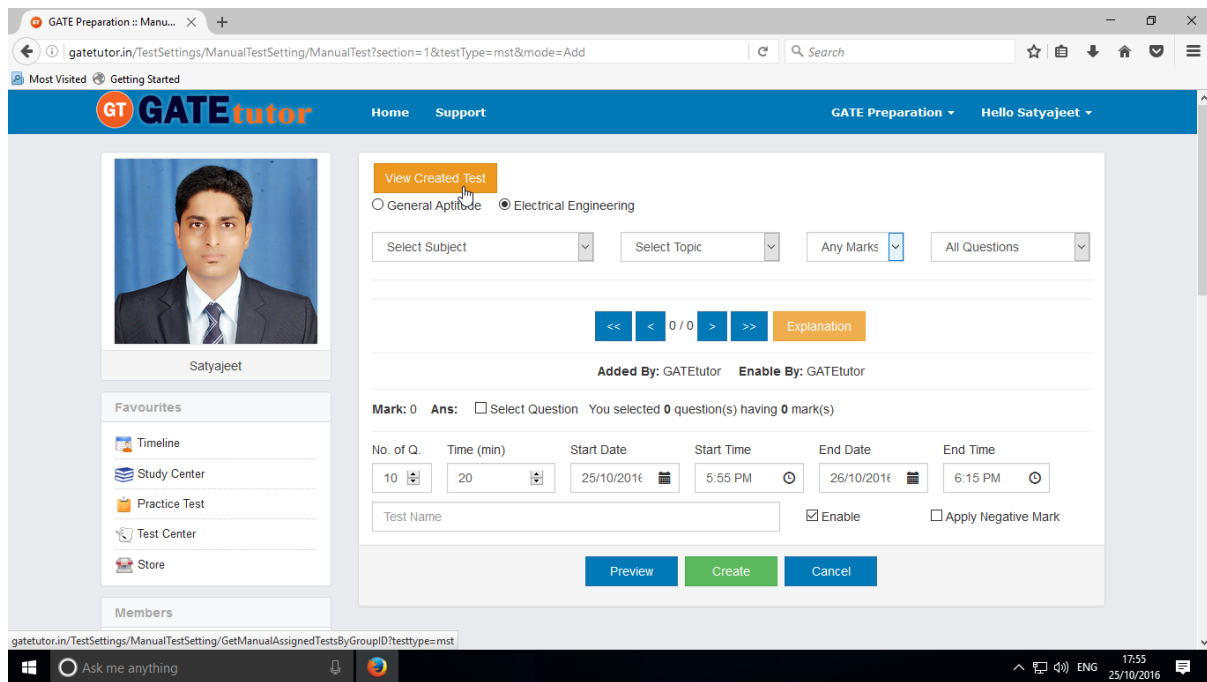 GATE Preparation :: Manu...
gatetutor.in/TestSettings/ManualTestSetting/ManualTest?section=1&testType=mst&mode=Add
Search
Most Visited Getting Started
GT GATEtutor Home Support GATE Preparation Hello Satyajeet
View Created Test
General Aptitude Electrical Engineering
Select Subject Select Topic Any Marks All Questions
<< < 0 / 0 > >> Explanation
Satyajeet
Added By: GATEtutor Enable By: GATEtutor
Favourites
Mark: 0 Ans: Select Question You selected 0 question(s) having 0 mark(s)
Timeline
Study Center
Practice Test
Test Center
Store
No. of Q. Time (min) Start Date Start Time End Date End Time
10 20 25/10/2016 5:55 PM 26/10/2016 6:15 PM
Test Name Enable Apply Negative Mark
Preview Create Cancel
Members
gatetutor.in/TestSettings/ManualTestSetting/GetManualAssignedTestsByGroupID?testtype=mst
Ask me anything
ENG
17:55
25/10/2016